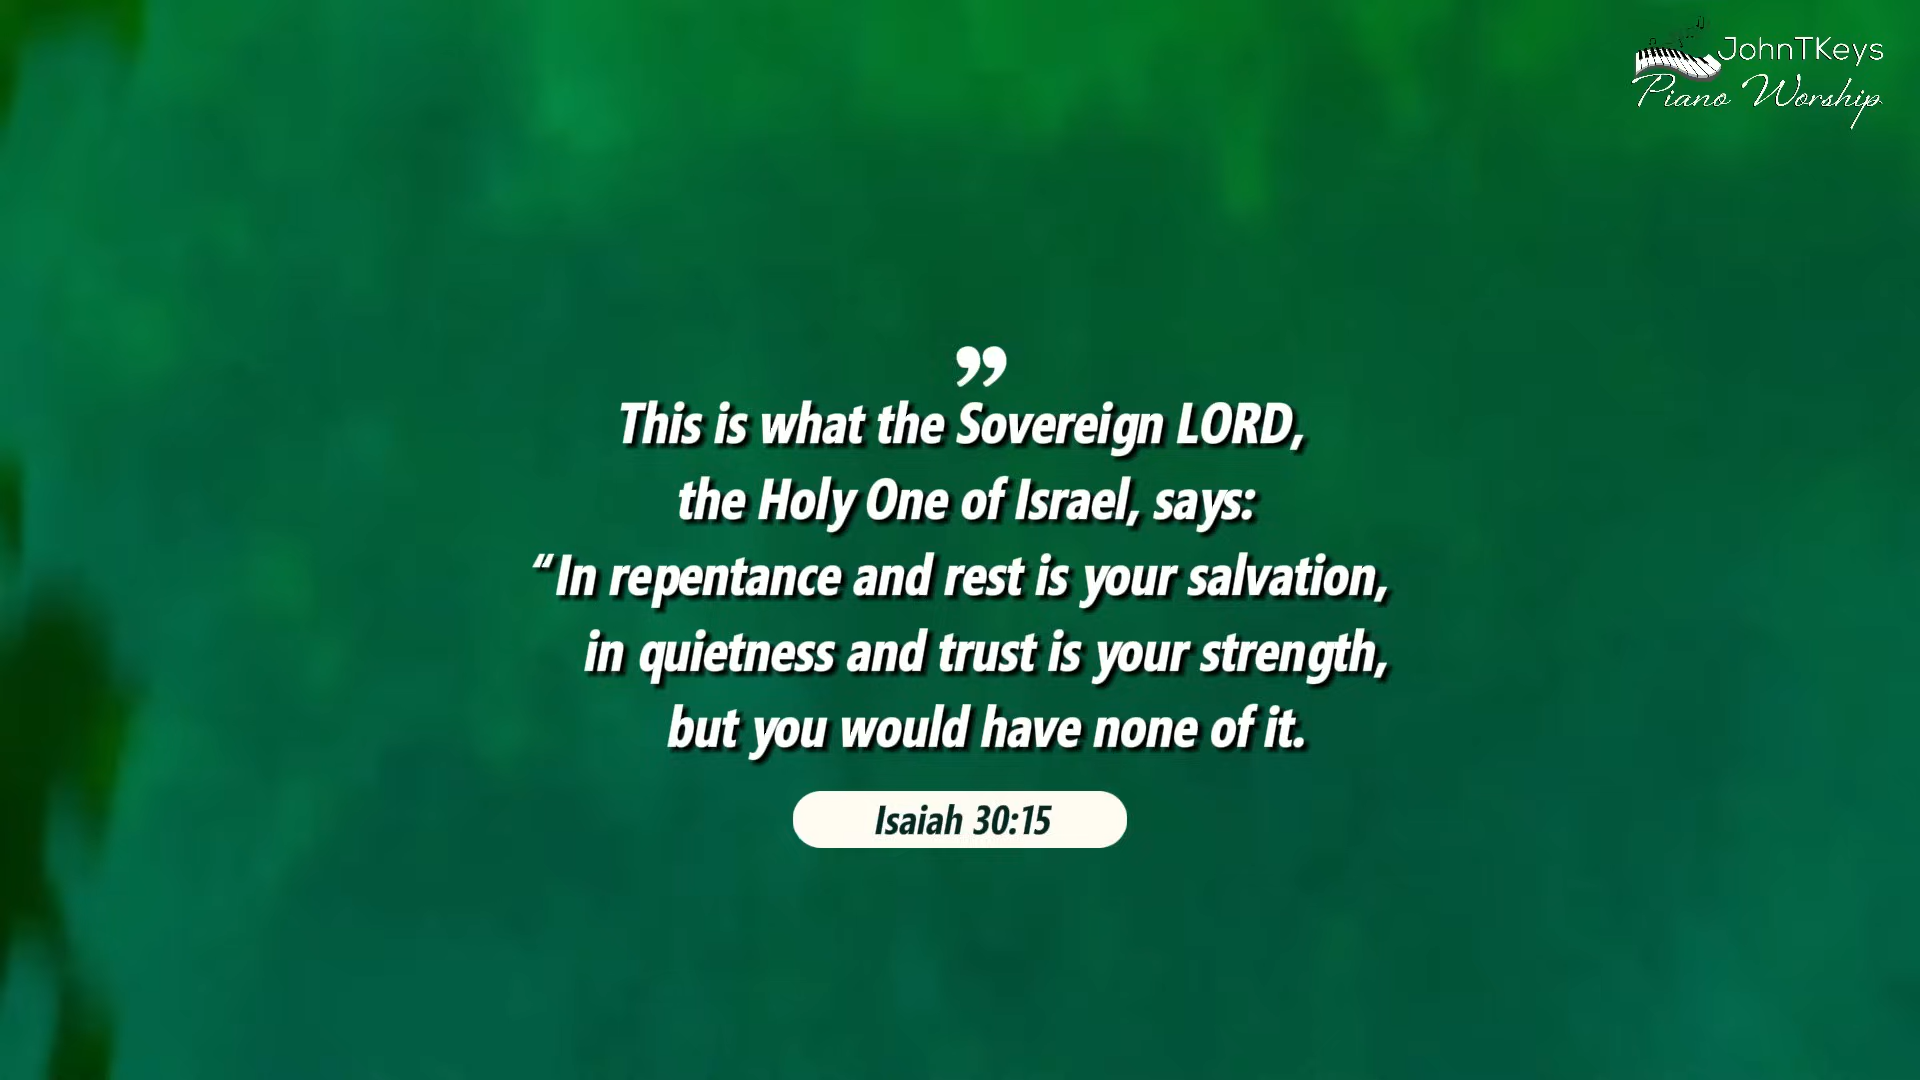 JohnTKeys
Piano Worship
”
This is what the Sovereign LORD,
the Holy One of Israel, says:
“In repentance and rest is your salvation,
in quietness and trust is your strength,
but you would have none of it.
Isaiah 30:15